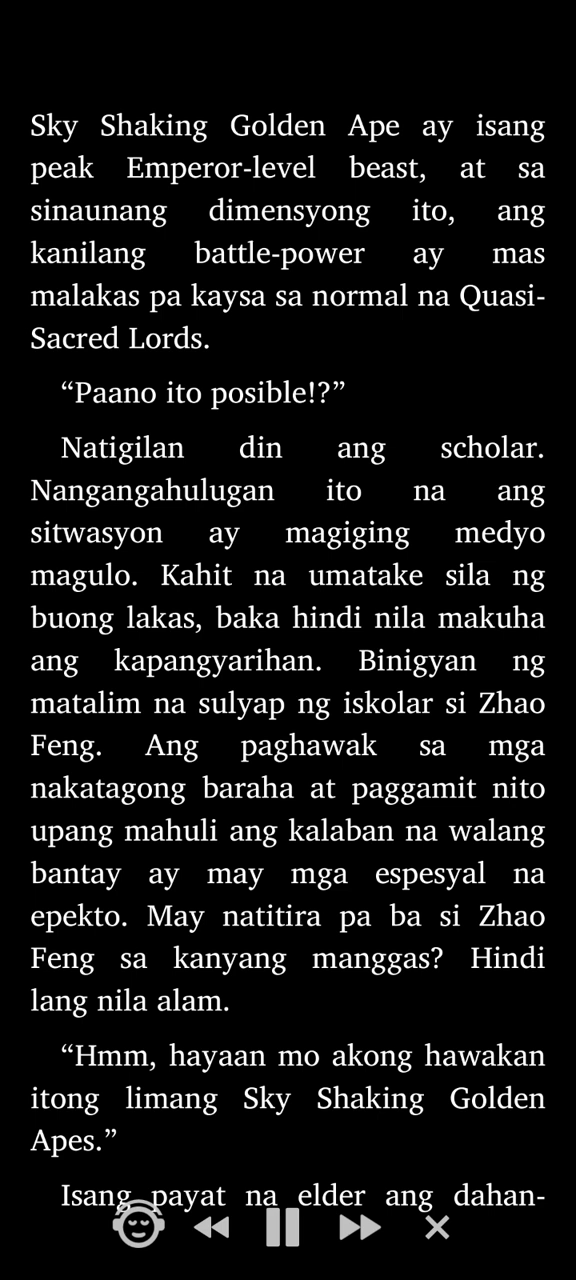 Sky Shaking Golden Ape ay isang
peak Emperor-level beast, at sa
sinaunang dimensyong ito, ang
kanilang battle-power ay mas
malakas pa kaysa sa normal na Quasi-
Sacred Lords.
“Paano ito posible!?”
Natigilan din ang scholar.
Nangangahulugan ito na ang
sitwasyon ay magiging medyo
magulo. Kahit na umatake sila ng
buong lakas, baka hindi nila makuha
ang kapangyarihan. Binigyan ng
matalim na sulyap ng iskolar si Zhao
Feng. Ang paghawak sa mga
nakatagong baraha at paggamit nito
upang mahuli ang kalaban na walang
bantay ay may mga espesyal na
epekto. May natitira pa ba si Zhao
Feng sa kanyang manggas? Hindi
lang nila alam.
“Hmm, hayaan mo akong hawakan
itong limang Sky Shaking Golden
Apes.”
Isang payat na elder ang dahan-